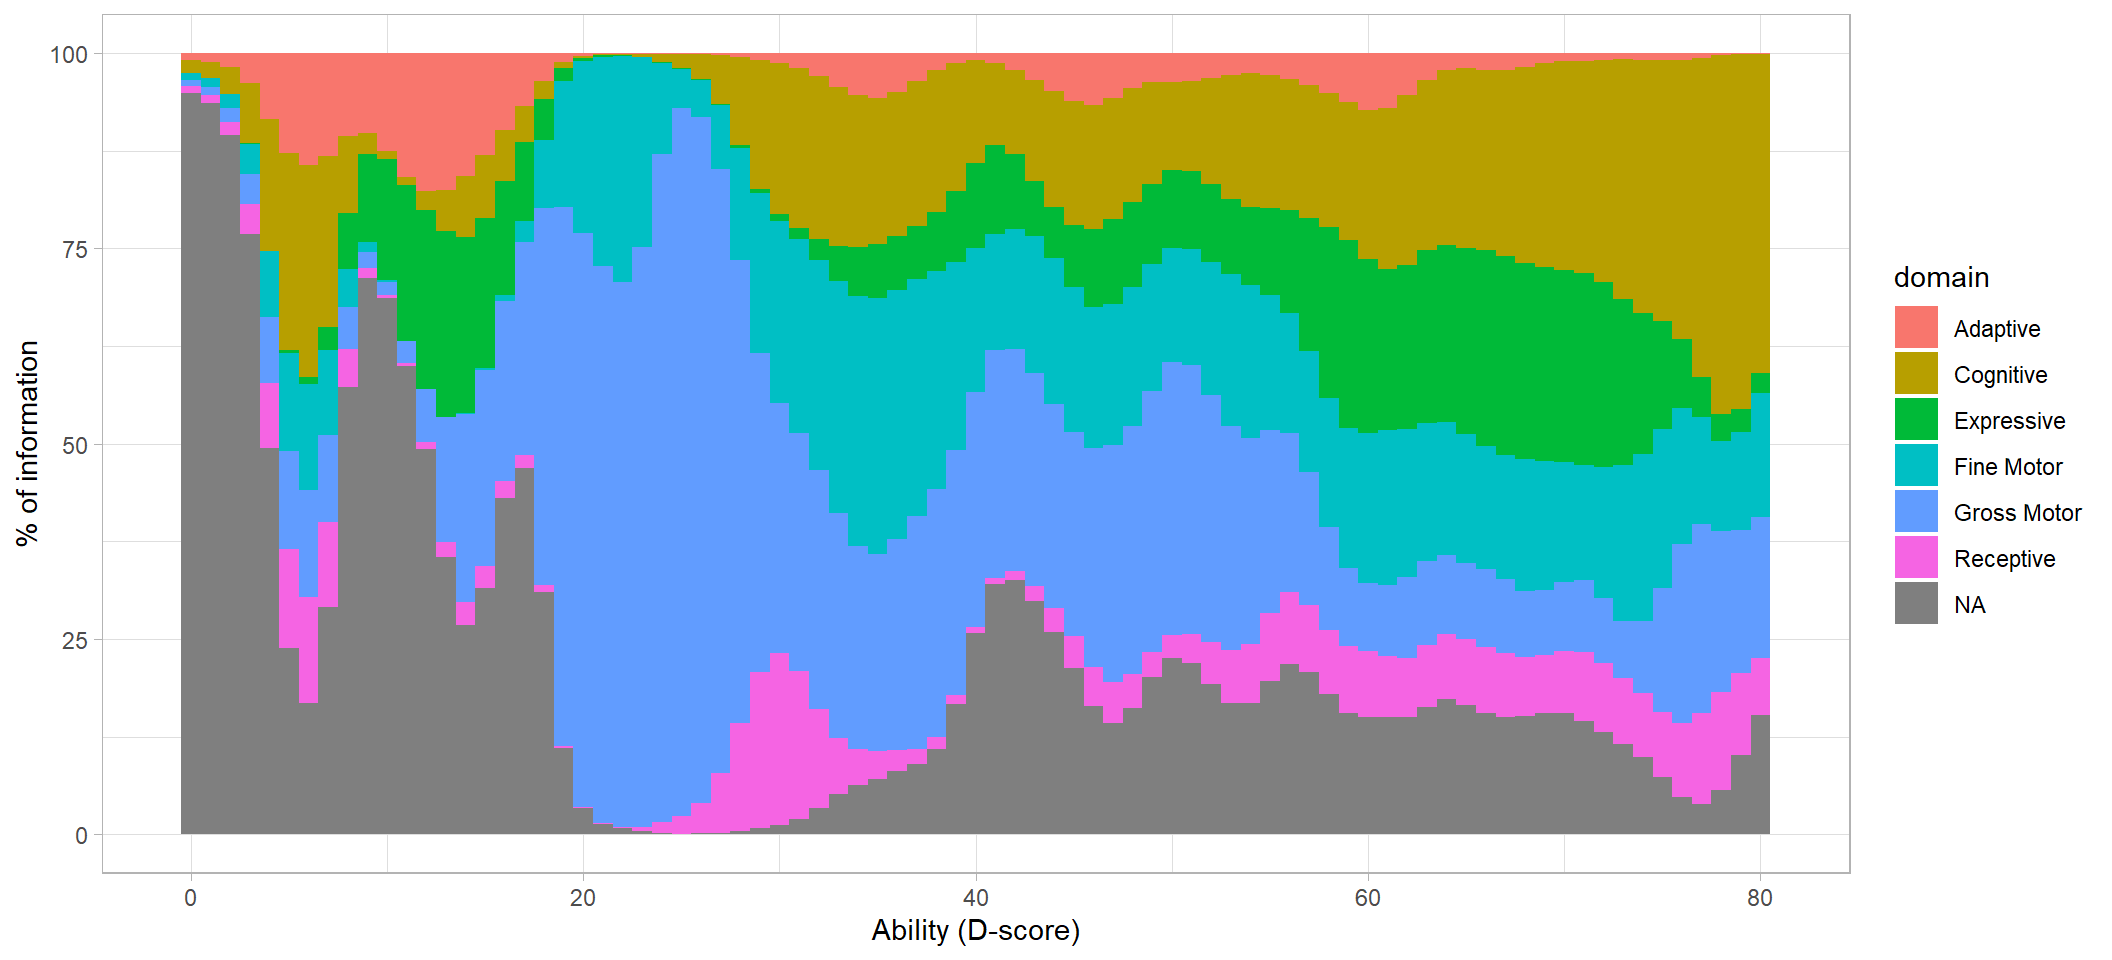 % of information
100
75
50
25
0
0 20 40 60 80
Ability (D-score)
domain
Adaptive
Cognitive
Expressive
Fine Motor
Gross Motor
Receptive
NA